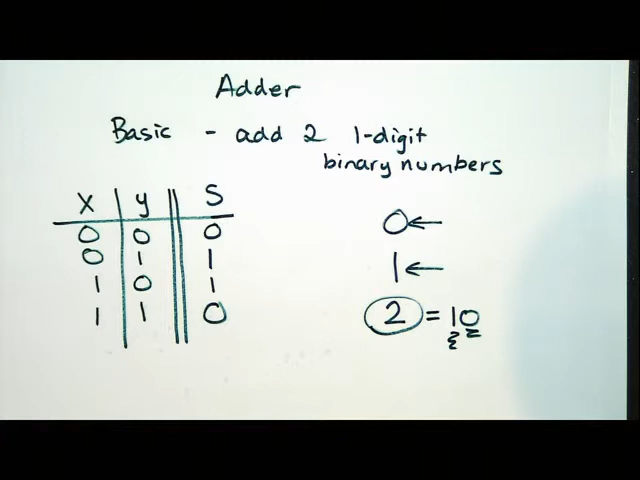 Adder
Basic - add 2 1-digit
binary numbers
X y S
0 0 0
0 1 1
1 0 1
1 1 0
0 ←
1 ←
2 = 10